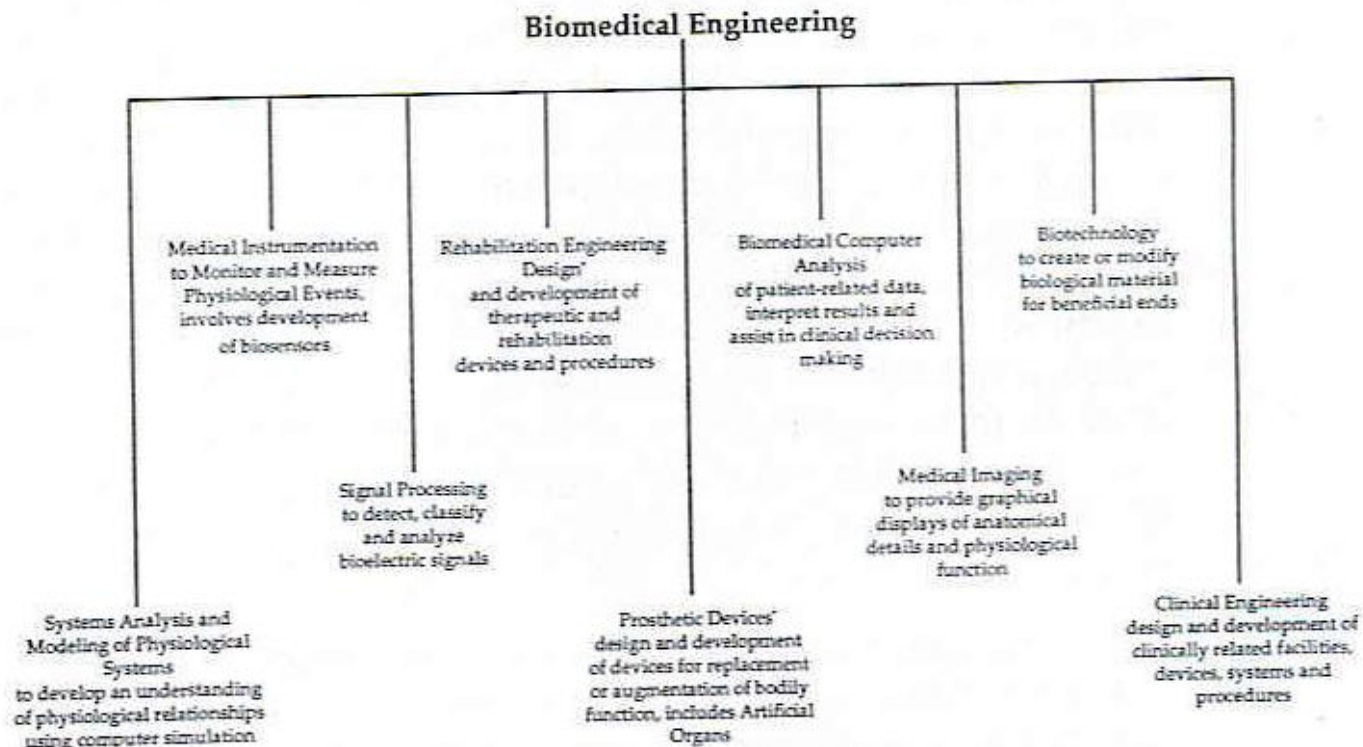 Biomedical Engineering
Medical Instrumentation
to Monitor and Measure
Physiological Events,
involves development
of biosensors
Rehabilitation Engineering
Design'
and development of
therapeutic and
rehabilitation
devices and procedures
Biomedical Computer
Analysis
of patient-related data,
interpret results and
assist in clinical decision
making
Biotechnology
to create or modify
biological material
for beneficial ends
Signal Processing
to detect, classify
and analyze
bioelectric signals
Medical Imaging
to provide graphical
displays of anatomical
details and physiological
function
Systems Analysis and
Modeling of Physiological
Systems
to develop an understanding
of physiological relationships
using computer simulation
Prosthetic Devices'
design and development
of devices for replacement
or augmentation of bodily
function, includes Artificial
Organs
Clinical Engineering
design and development of
clinically related facilities,
devices, systems and
procedures